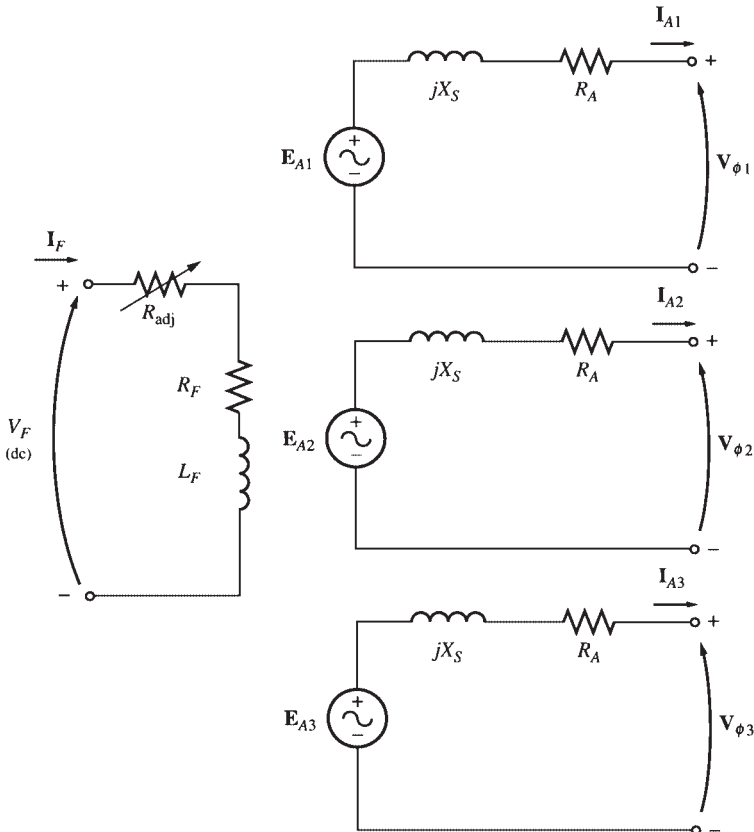 I_A1
+
jX_S
R_A
+
E_A1
−
V_ϕ1
−
I_F
+
R_adj
R_F
V_F
(dc)
L_F
−
I_A2
+
jX_S
R_A
+
E_A2
−
V_ϕ2
−
I_A3
+
jX_S
R_A
+
E_A3
−
V_ϕ3
−